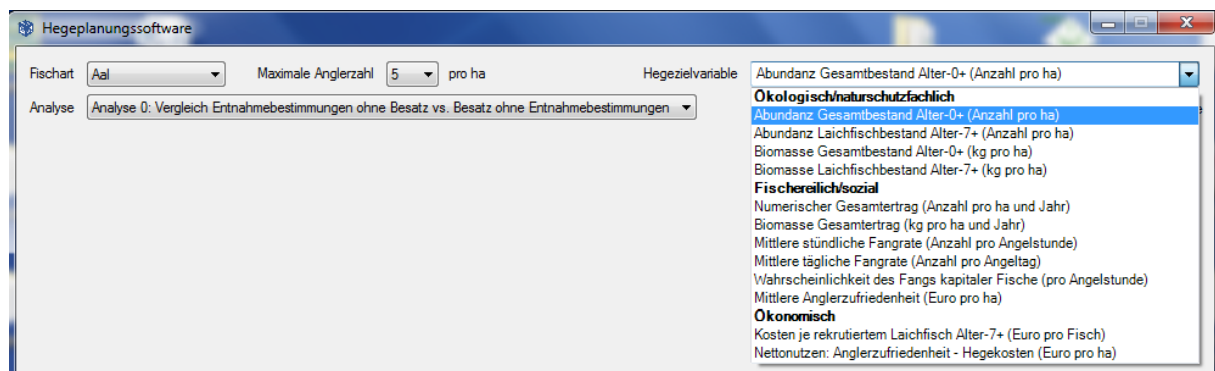 Hegeplanungssoftware
Fischart Aal Maximale Anglerzahl 5 pro ha Hegezielvariable Abundanz Gesamtbestand Alter-0+ (Anzahl pro ha)
Analyse Analyse 0: Vergleich Entnahmebestimmungen ohne Besatz vs. Besatz ohne Entnahmebestimmungen
Ökologisch/naturschutzfachlich
Abundanz Gesamtbestand Alter-0+ (Anzahl pro ha)
Abundanz Laichfischbestand Alter-7+ (Anzahl pro ha)
Biomasse Gesamtbestand Alter-0+ (kg pro ha)
Biomasse Laichfischbestand Alter-7+ (kg pro ha)
Fischereilich/sozial
Numerischer Gesamtertrag (Anzahl pro ha und Jahr)
Biomasse Gesamtertrag (kg pro ha und Jahr)
Mittlere stündliche Fangrate (Anzahl pro Angelstunde)
Mittlere tägliche Fangrate (Anzahl pro Angeltag)
Wahrscheinlichkeit des Fangs kapitaler Fische (pro Angelstunde)
Mittlere Anglerzufriedenheit (Euro pro ha)
Ökonomisch
Kosten je rekrutiertem Laichfisch Alter-7+ (Euro pro Fisch)
Nettonutzen: Anglerzufriedenheit - Hegekosten (Euro pro ha)